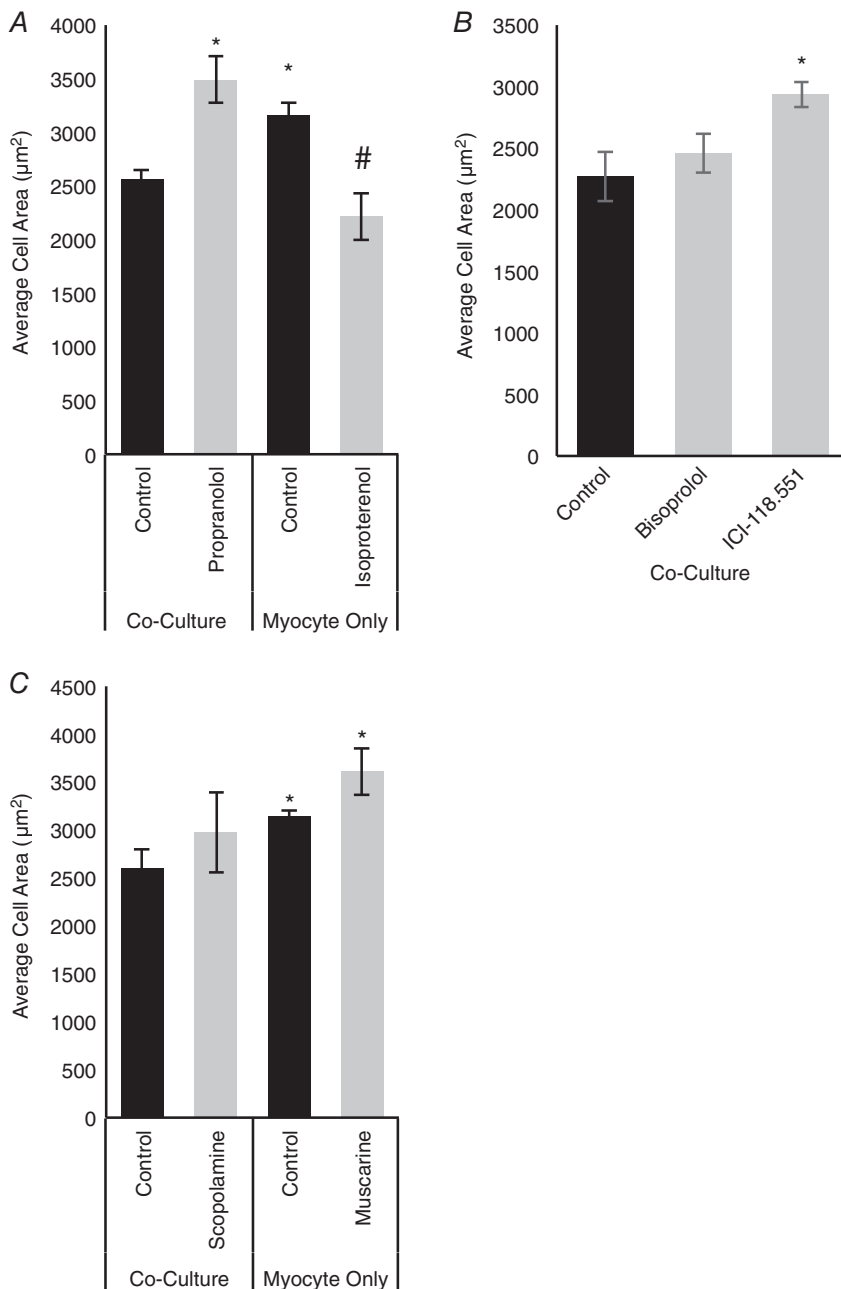 A
Average Cell Area (µm²)
4000
3500
3000
2500
2000
1500
1000
500
0
*
*
#
Control
Propranolol
Control
Isoproterenol
Co-Culture
Myocyte Only
B
Average Cell Area (µm²)
3500
3000
2500
2000
1500
1000
500
0
*
Control
Bisoprolol
ICI-118.551
Co-Culture
C
Average Cell Area (µm²)
4500
4000
3500
3000
2500
2000
1500
1000
500
0
*
*
Control
Scopolamine
Control
Muscarine
Co-Culture
Myocyte Only